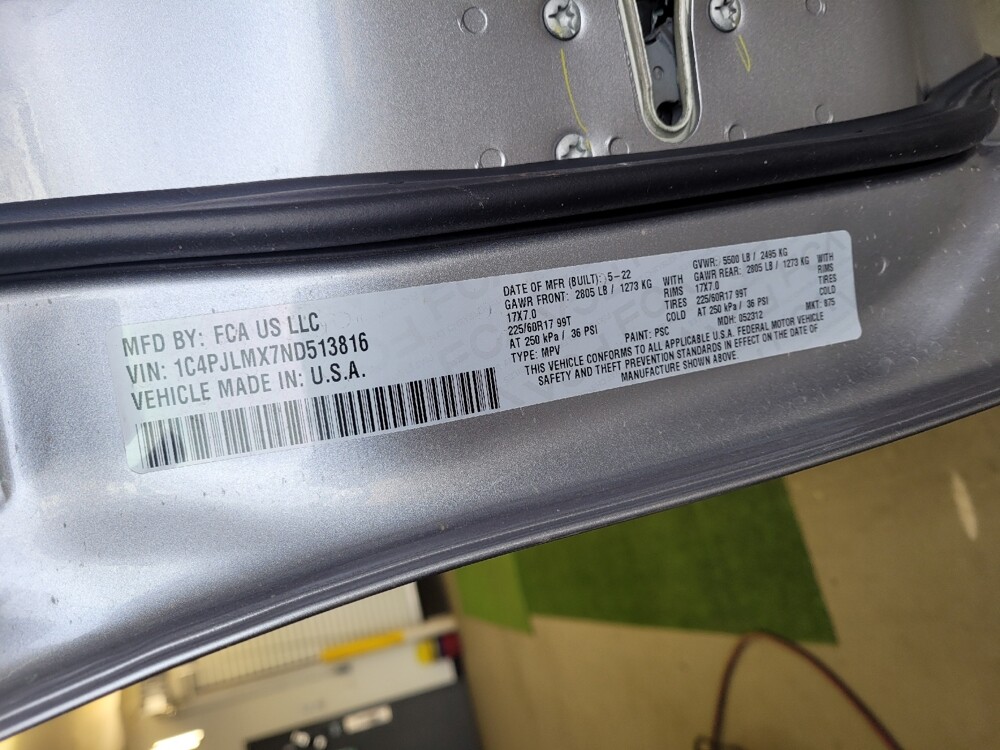 MFD BY: FCA US LLC
VIN: 1C4PJLMX7ND513816
VEHICLE MADE IN: U.S.A.
DATE OF MFR (BUILT): 5-22
GAWR FRONT: 2805 LB / 1273 KG WITH
17X7.0 RIMS
225/60R17 99T TIRES
AT 250 kPa / 36 PSI COLD
TYPE: MPV
GVWR: 5500 LB / 2495 KG
GAWR REAR: 2805 LB / 1273 KG WITH
17X7.0 RIMS
225/60R17 99T TIRES
AT 250 kPa / 36 PSI COLD
PAINT: PSC MDH: 052312 MKT: 875
THIS VEHICLE CONFORMS TO ALL APPLICABLE U.S.A. FEDERAL MOTOR VEHICLE
SAFETY AND THEFT PREVENTION STANDARDS IN EFFECT ON THE DATE OF
MANUFACTURE SHOWN ABOVE.